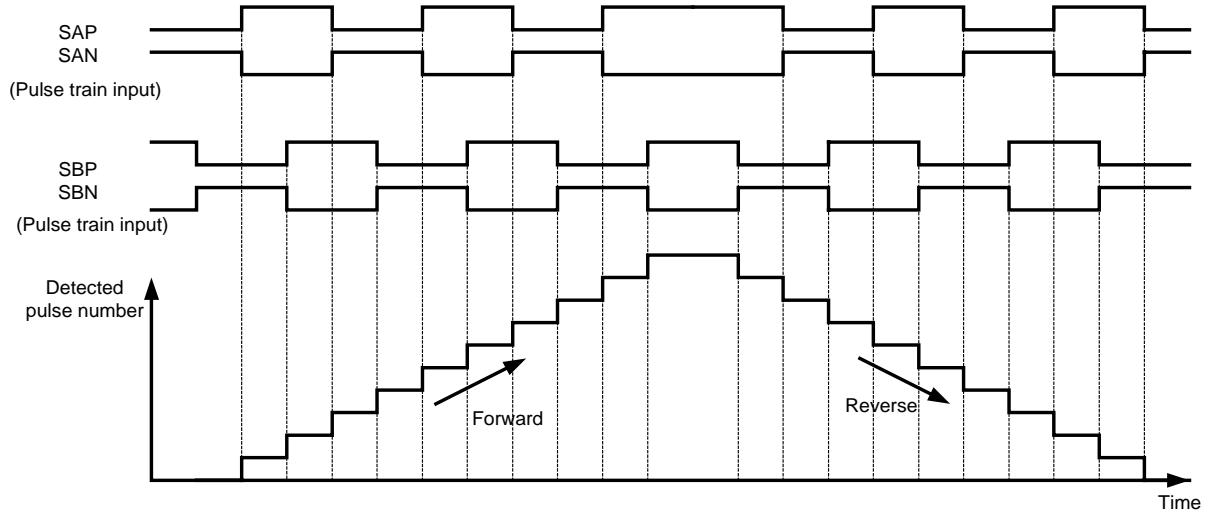 SAP
SAN
(Pulse train input)
SBP
SBN
(Pulse train input)
Detected
pulse number
Forward
Reverse
Time